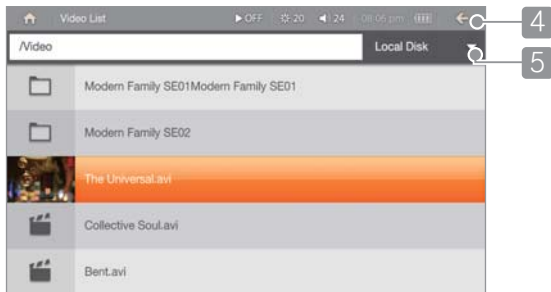 Video List OFF 20 24 08:06 pm 4
/Video Local Disk 5
Modern Family SE01Modern Family SE01
Modern Family SE02
The Universal.avi
Collective Soul.avi
Bent.avi